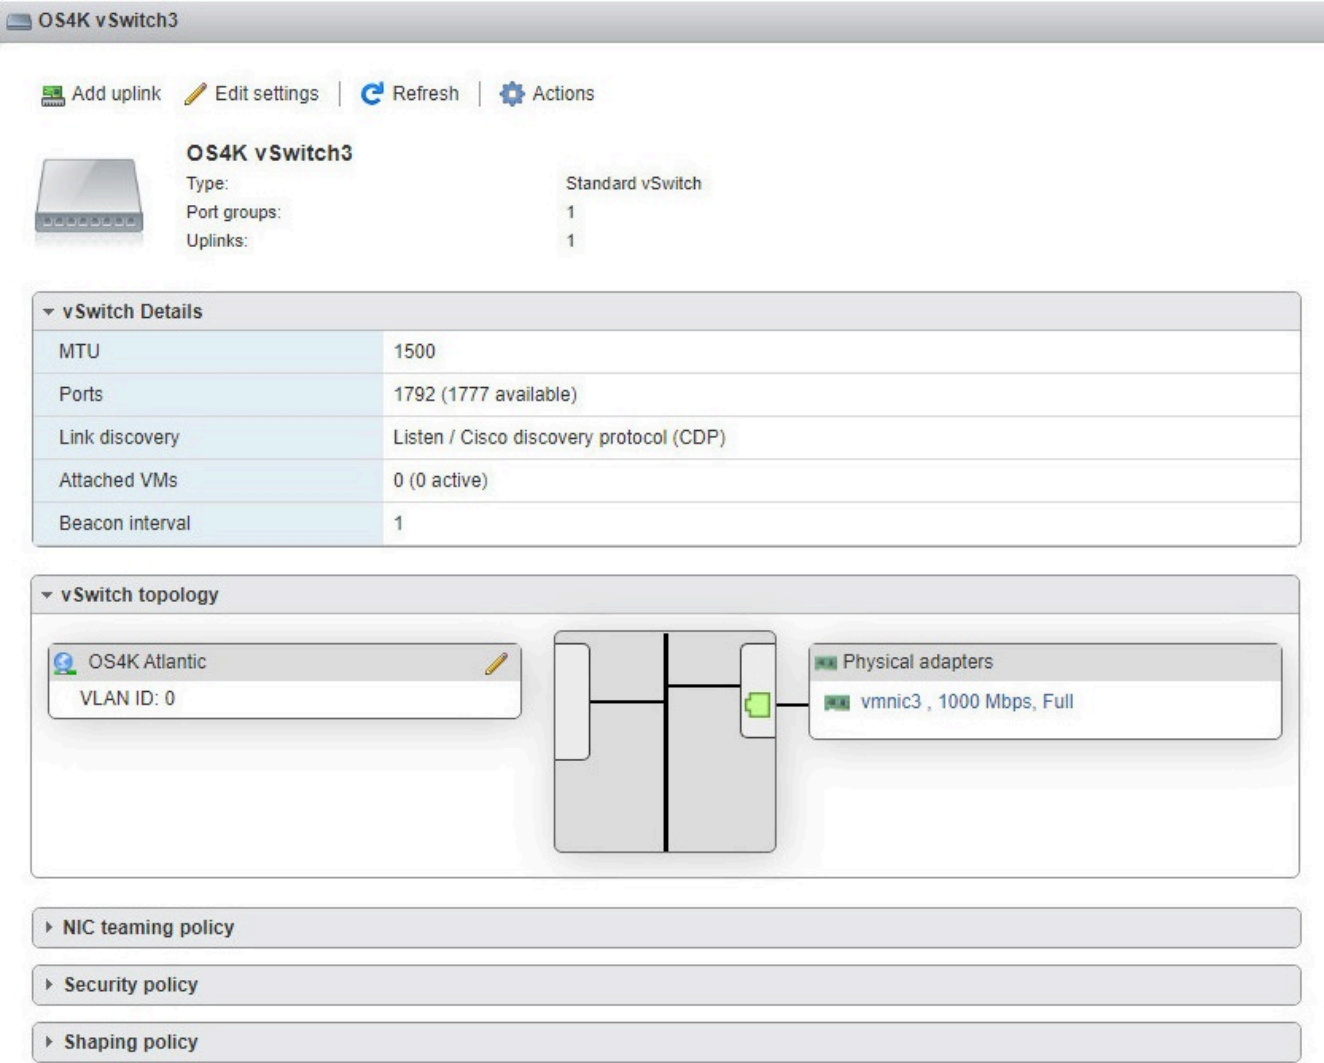 OS4K vSwitch3
Add uplink Edit settings Refresh Actions
OS4K vSwitch3
Type: Standard vSwitch
Port groups: 1
Uplinks: 1
vSwitch Details
MTU 1500
Ports 1792 (1777 available)
Link discovery Listen / Cisco discovery protocol (CDP)
Attached VMs 0 (0 active)
Beacon interval 1
vSwitch topology
OS4K Atlantic Physical adapters
VLAN ID: 0 vmnic3 , 1000 Mbps, Full
NIC teaming policy
Security policy
Shaping policy